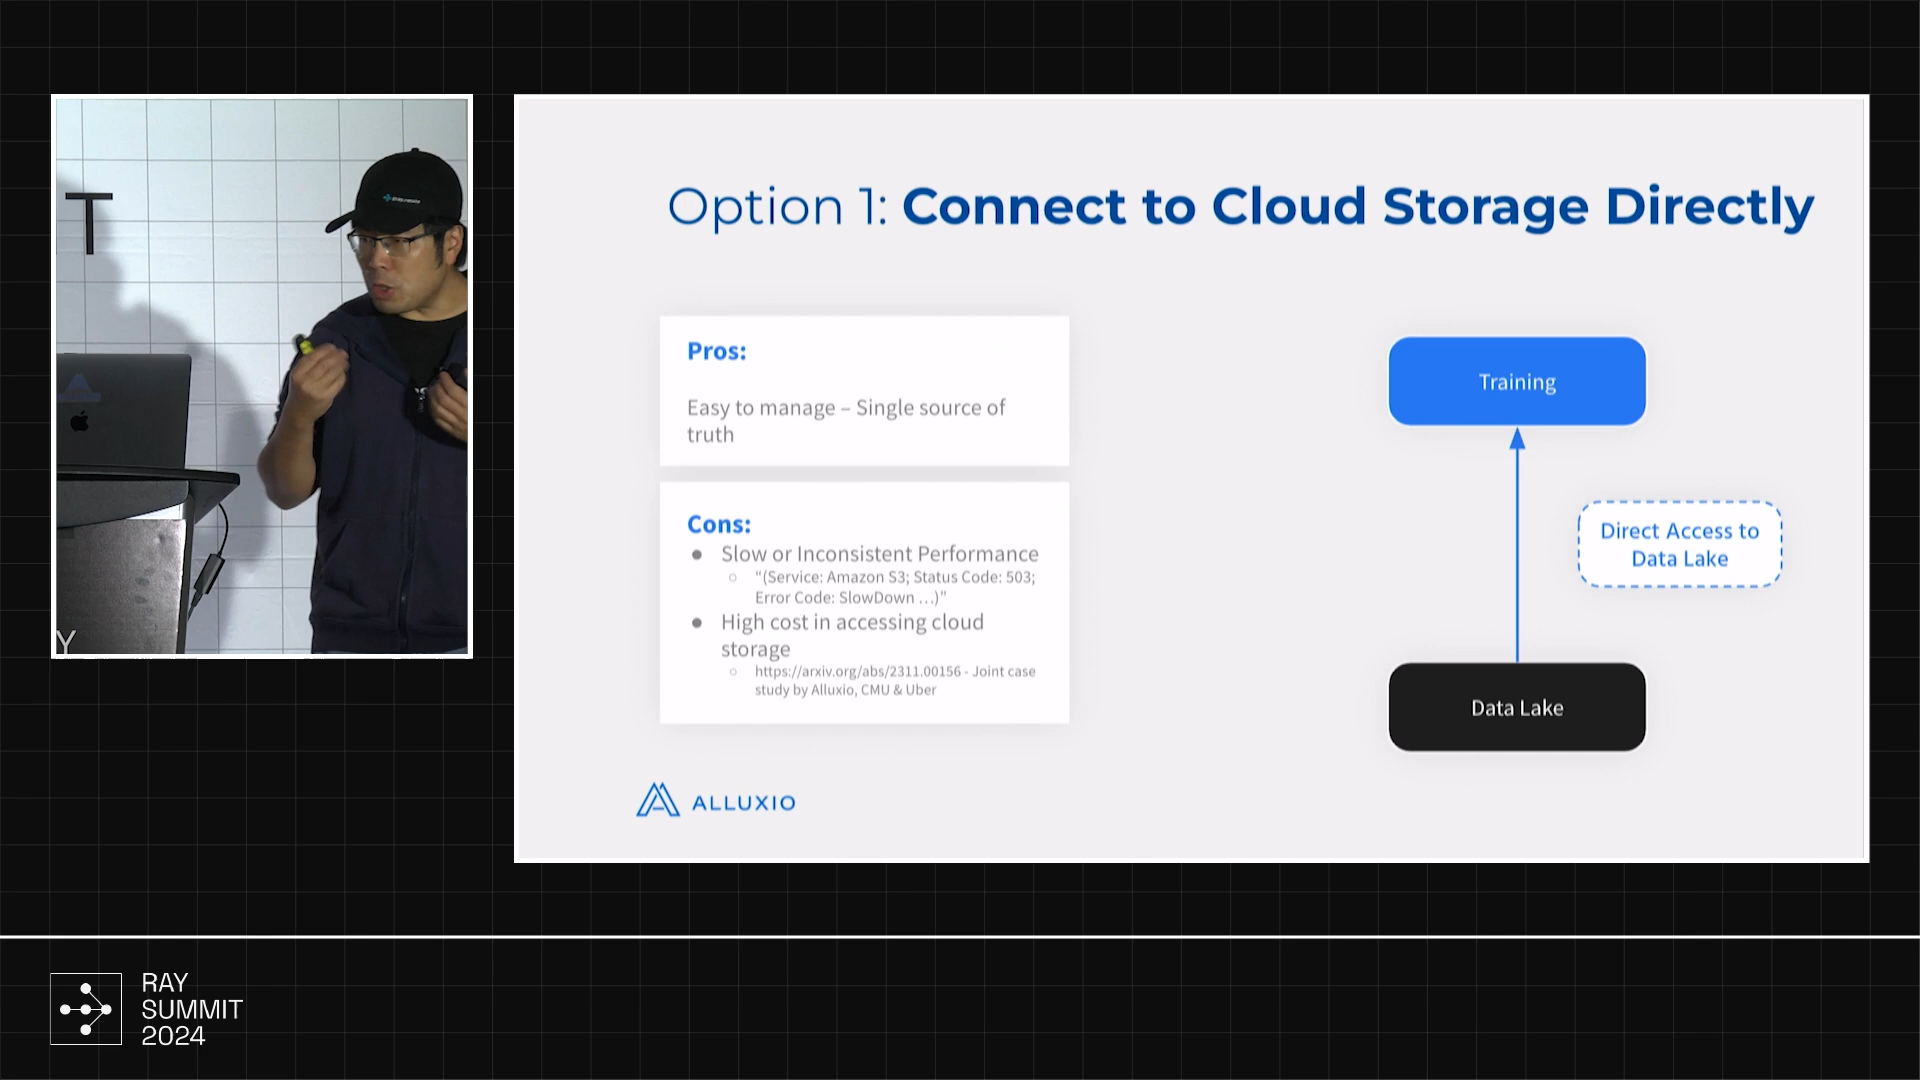 T
Y
Option 1: Connect to Cloud Storage Directly
Pros:
Easy to manage – Single source of
truth
Cons:
● Slow or Inconsistent Performance
○ “(Service: Amazon S3; Status Code: 503;
Error Code: SlowDown …)”
● High cost in accessing cloud
storage
○ https://arxiv.org/abs/2311.00156 - Joint case
study by Alluxio, CMU & Uber
Training
Direct Access to
Data Lake
Data Lake
ALLUXIO
RAY
SUMMIT
2024